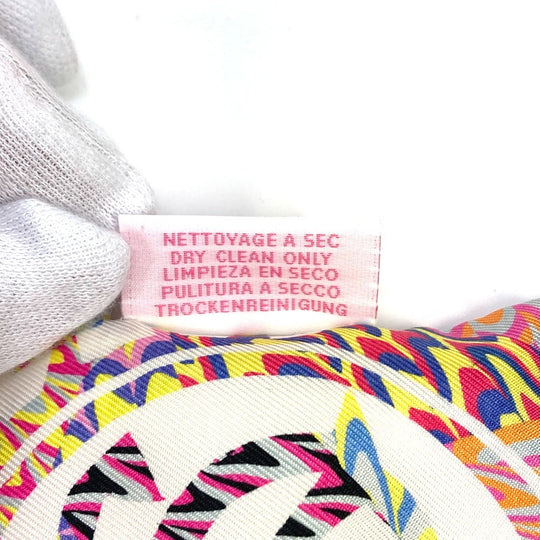 NETTOYAGE A SEC
DRY CLEAN ONLY
LIMPIEZA EN SECO
PULITURA A SECCO
TROCKENREINIGUNG